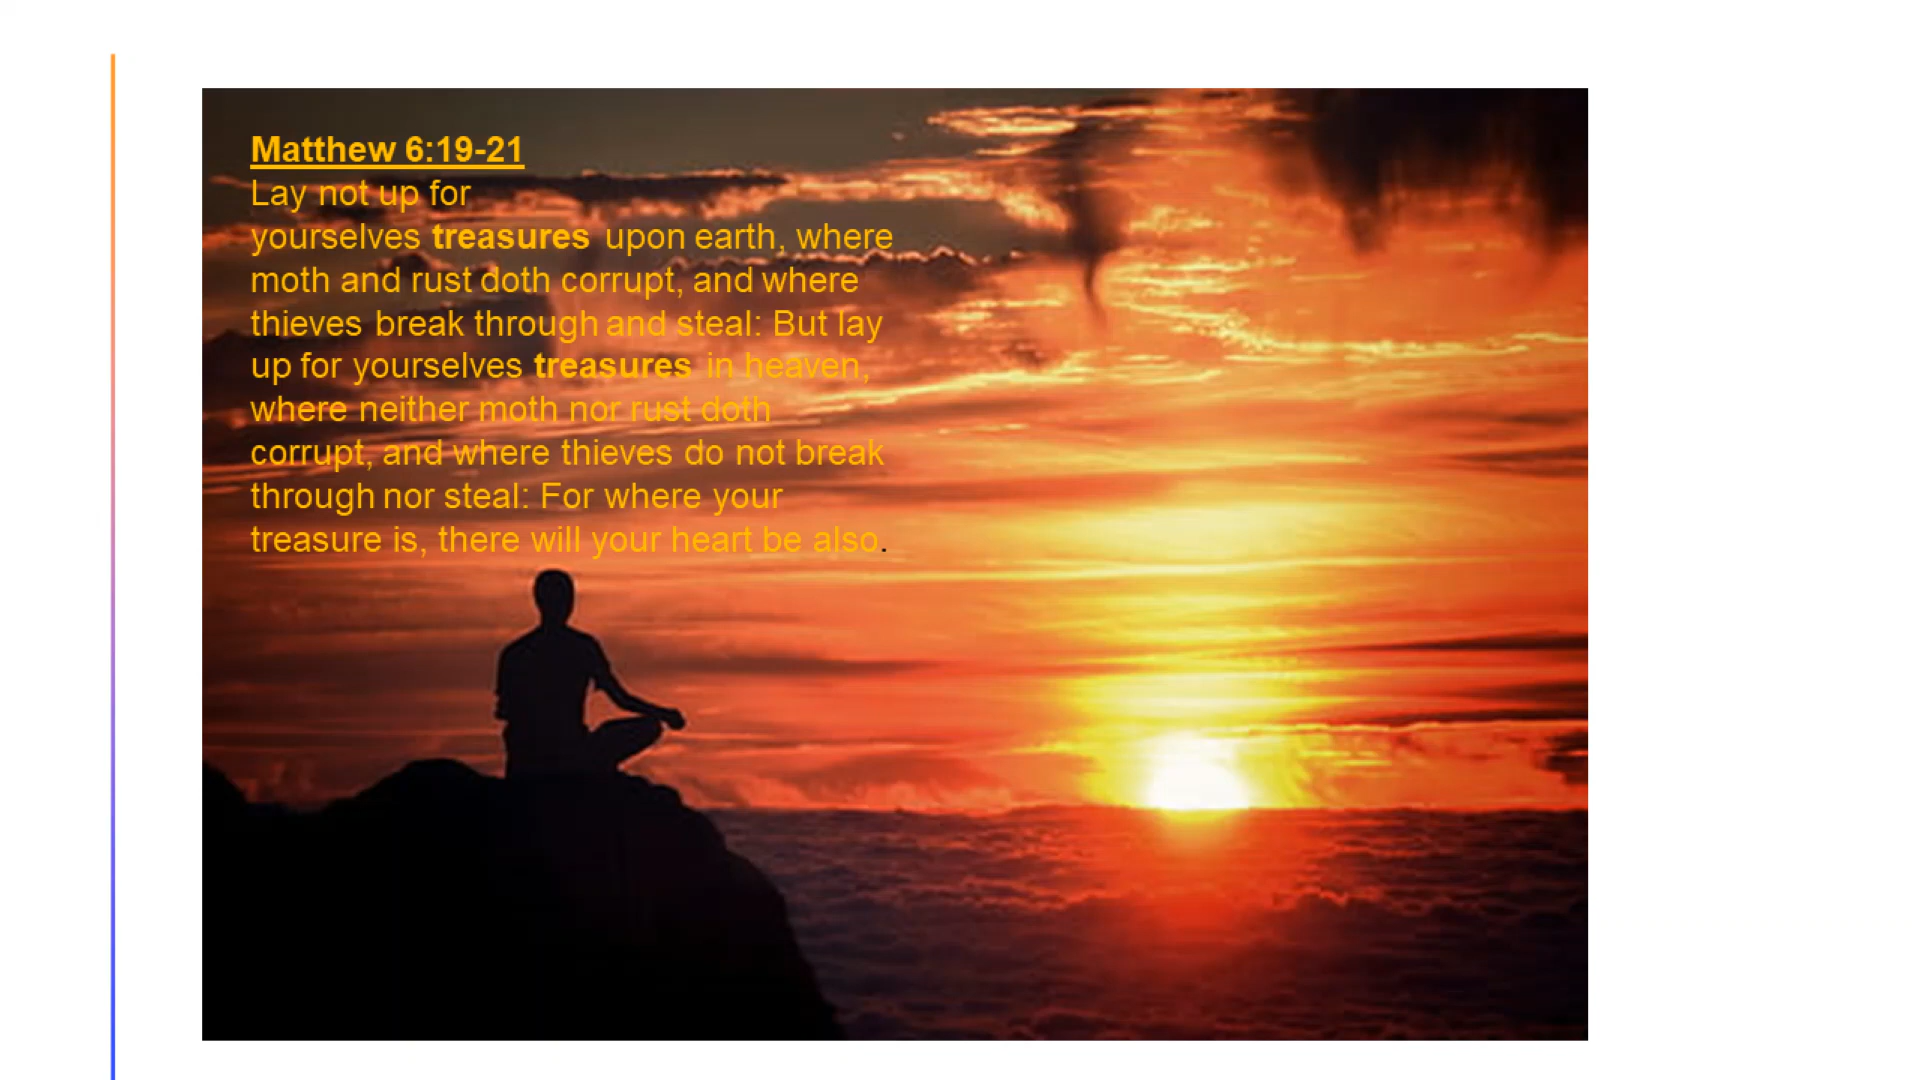 Matthew 6:19-21
Lay not up for
yourselves treasures upon earth, where
moth and rust doth corrupt, and where
thieves break through and steal: But lay
up for yourselves treasures in heaven,
where neither moth nor rust doth
corrupt, and where thieves do not break
through nor steal: For where your
treasure is, there will your heart be also.